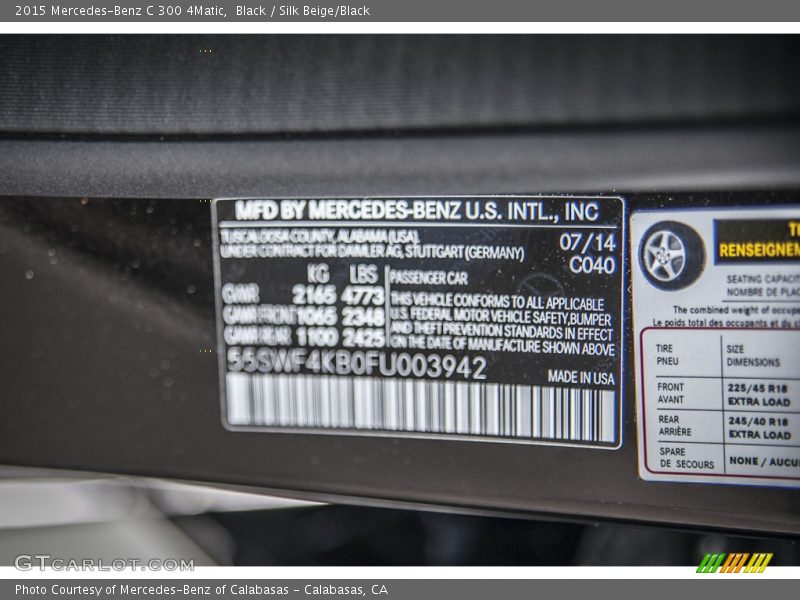 2015 Mercedes-Benz C 300 4Matic,  Black / Silk Beige/Black
MFD BY MERCEDES-BENZ U.S. INTL., INC
TUSCALOOSA COUNTY, ALABAMA (USA),
07/14
UNDER CONTRACT FOR DAIMLER AG, STUTTGART (GERMANY)
C040
KG LBS PASSENGER CAR
GVWR 2165 4773
GAWR FRONT 1065 2348
GAWR REAR 1100 2425
THIS VEHICLE CONFORMS TO ALL APPLICABLE
U.S. FEDERAL MOTOR VEHICLE SAFETY, BUMPER
AND THEFT PREVENTION STANDARDS IN EFFECT
ON THE DATE OF MANUFACTURE SHOWN ABOVE
55SWF4KB0FU003942
MADE IN USA
TI
RENSEIGNEM
SEATING CAPACIT
NOMBRE DE PLAC
The combined weight of occupa
Le poids total des occupants et du c
TIRE
PNEU
SIZE
DIMENSIONS
FRONT
AVANT
225/45 R18
EXTRA LOAD
REAR
ARRIÈRE
245/40 R18
EXTRA LOAD
SPARE
DE SECOURS
NONE / AUCU
GTcarlot.com
Photo Courtesy of Mercedes-Benz of Calabasas - Calabasas, CA